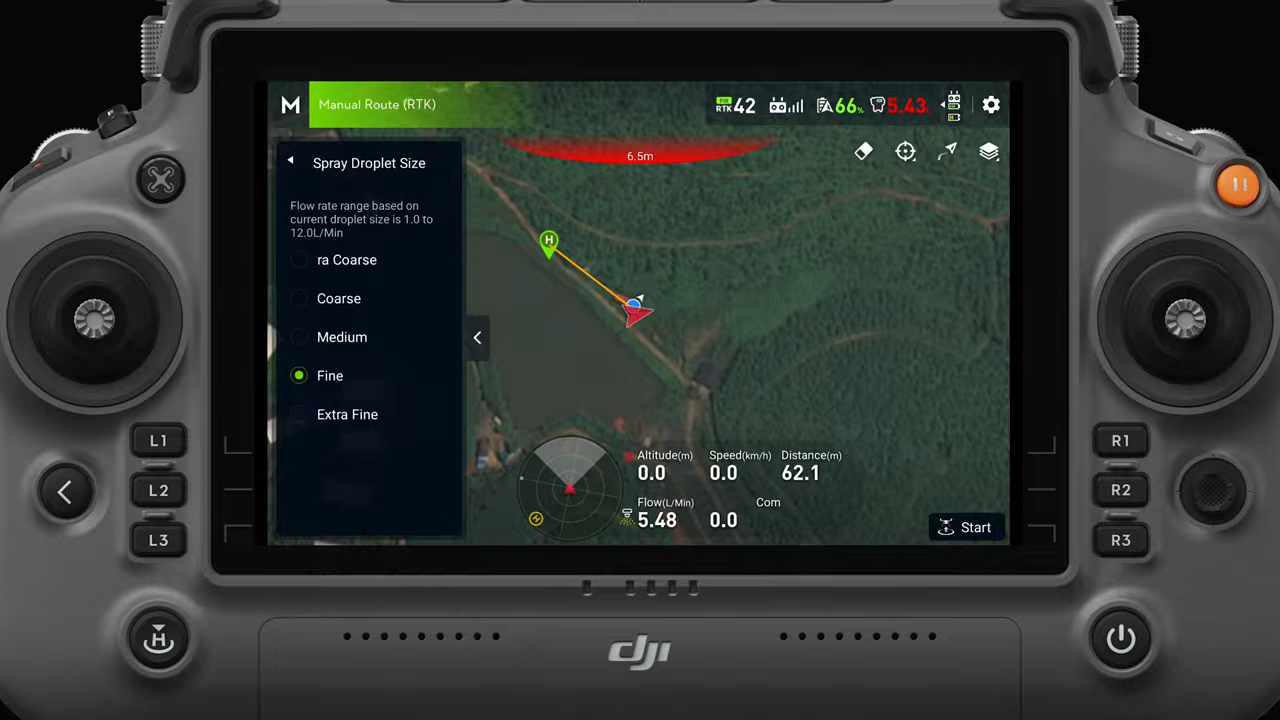 M Manual Route (RTK)
FIX RTK 42
66%
5.43L
Spray Droplet Size
Flow rate range based on
current droplet size is 1.0 to
12.0L/Min
ra Coarse
Coarse
Medium
Fine
Extra Fine
6.5m
H
Altitude(m) Speed(km/h) Distance(m)
0.0 0.0 62.1
Flow(L/Min) Com
5.48 0.0
N
H
Start
L1
L2
L3
R1
R2
R3
H
dji